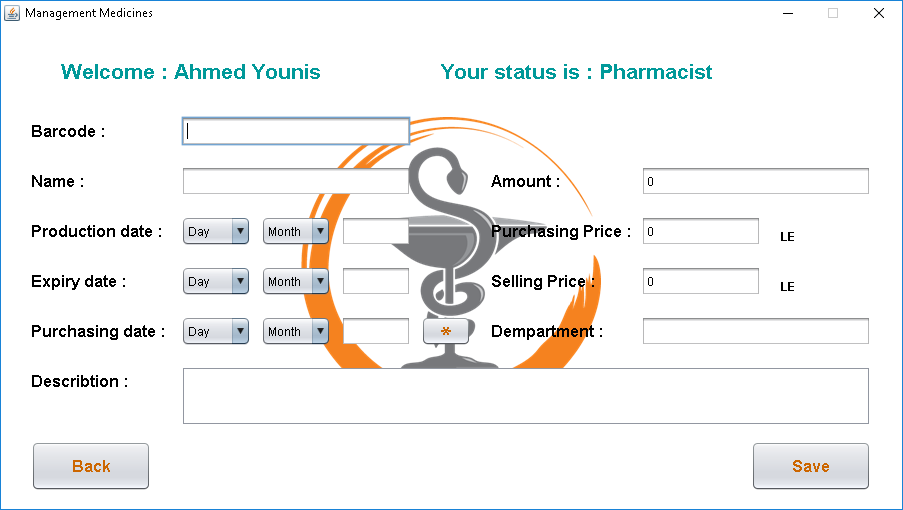 Management Medicines
Welcome : Ahmed Younis Your status is : Pharmacist
Barcode :
Name : Amount : 0
Production date : Day Month Purchasing Price : 0 LE
Expiry date : Day Month Selling Price : 0 LE
Purchasing date : Day Month * Dempartment :
Describtion :
Back Save